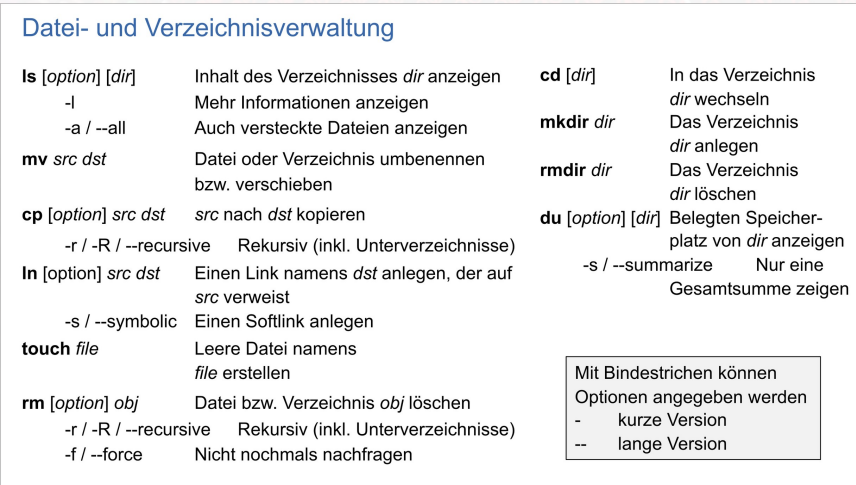 Datei- und Verzeichnisverwaltung
ls [option] [dir] Inhalt des Verzeichnisses dir anzeigen
-l Mehr Informationen anzeigen
-a / --all Auch versteckte Dateien anzeigen
mv src dst Datei oder Verzeichnis umbenennen
bzw. verschieben
cp [option] src dst src nach dst kopieren
-r / -R / --recursive Rekursiv (inkl. Unterverzeichnisse)
ln [option] src dst Einen Link namens dst anlegen, der auf
src verweist
-s / --symbolic Einen Softlink anlegen
touch file Leere Datei namens
file erstellen
rm [option] obj Datei bzw. Verzeichnis obj löschen
-r / -R / --recursive Rekursiv (inkl. Unterverzeichnisse)
-f / --force Nicht nochmals nachfragen
cd [dir] In das Verzeichnis
dir wechseln
mkdir dir Das Verzeichnis
dir anlegen
rmdir dir Das Verzeichnis
dir löschen
du [option] [dir] Belegten Speicher-
platz von dir anzeigen
-s / --summarize Nur eine
Gesamtsumme zeigen
Mit Bindestrichen können
Optionen angegeben werden
- kurze Version
-- lange Version